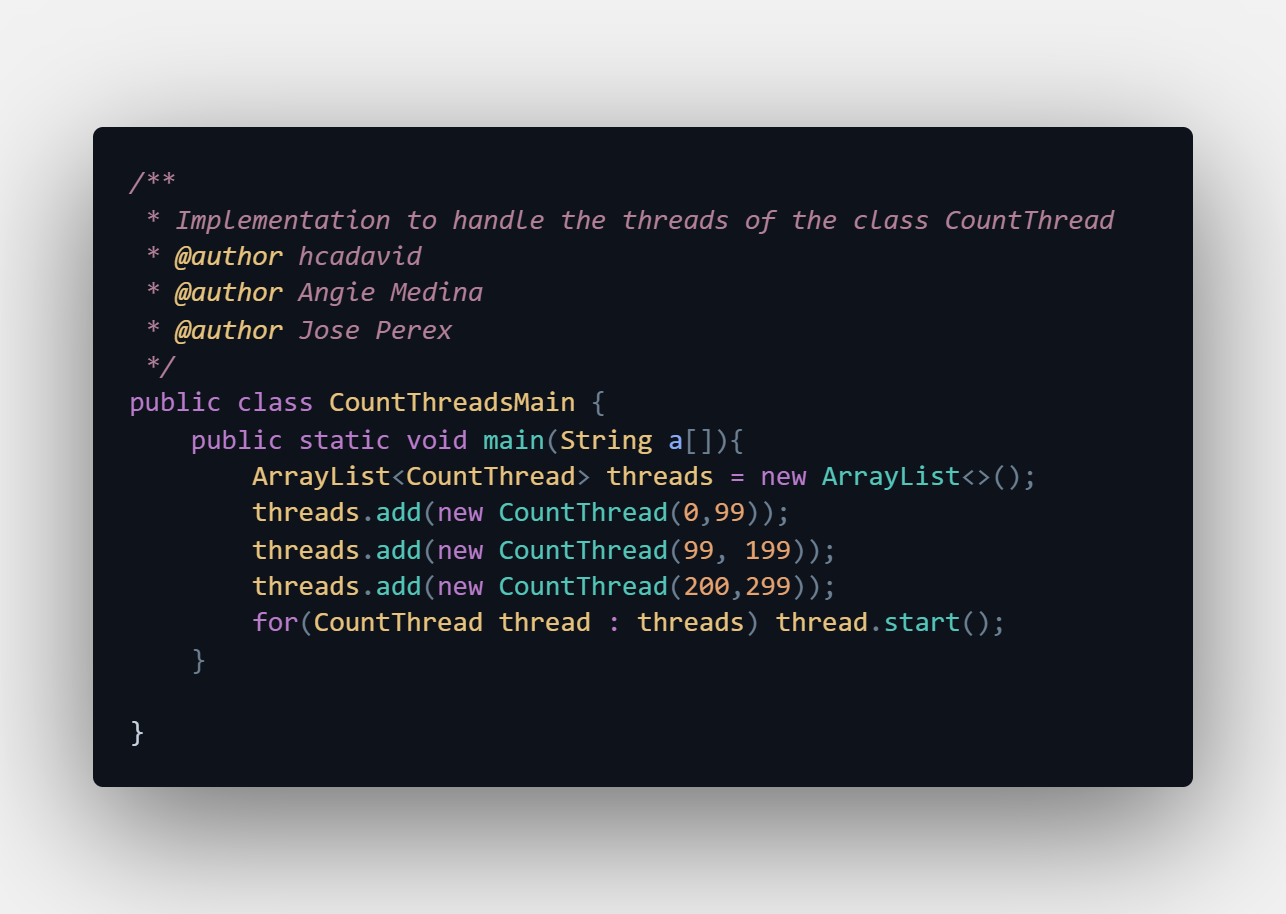 /**
 * Implementation to handle the threads of the class CountThread
 * @author hcadavid
 * @author Angie Medina
 * @author Jose Perex
 */
public class CountThreadsMain {
    public static void main(String a[]){
        ArrayList<CountThread> threads = new ArrayList<>();
        threads.add(new CountThread(0,99));
        threads.add(new CountThread(99, 199));
        threads.add(new CountThread(200,299));
        for(CountThread thread : threads) thread.start();
    }

}